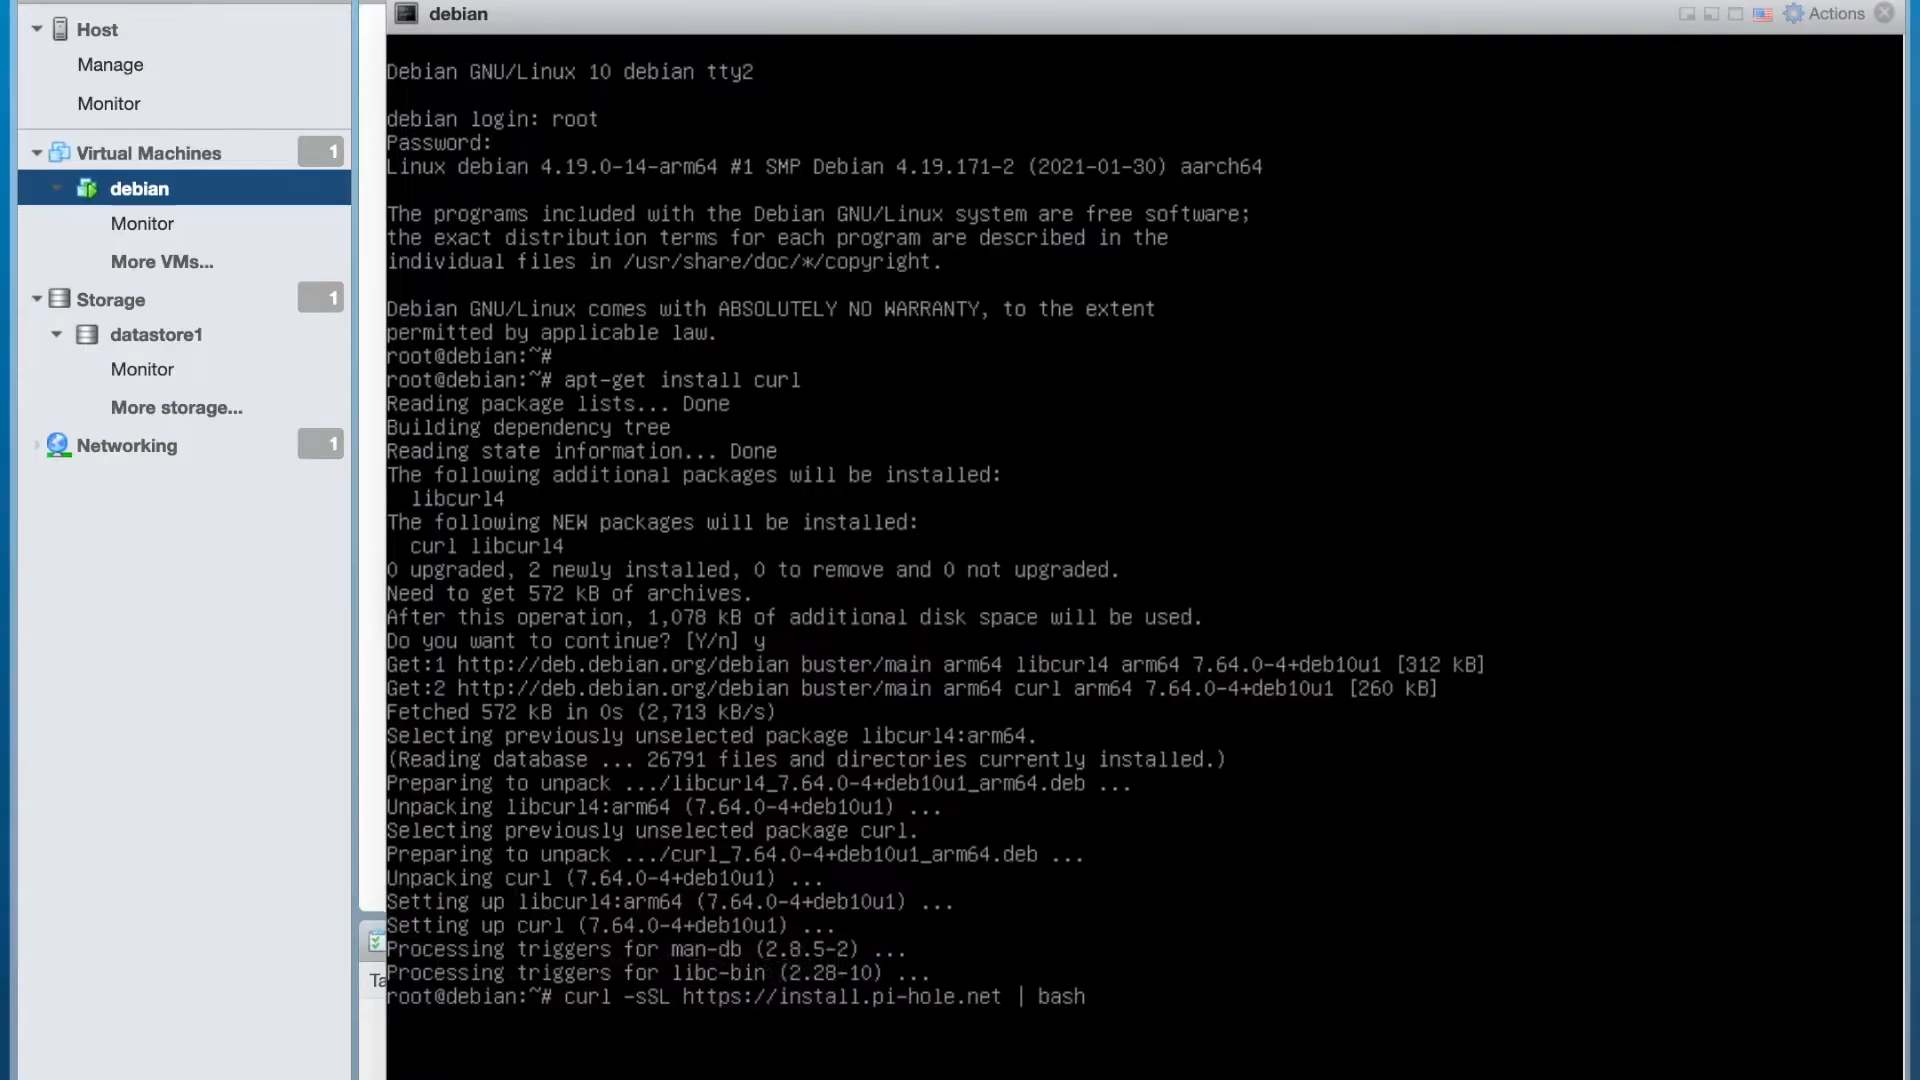 Host
Manage
Monitor
Virtual Machines 1
debian
Monitor
More VMs...
Storage 1
datastore1
Monitor
More storage...
Networking 1
debian
Actions
Debian GNU/Linux 10 debian tty2
debian login: root
Password:
Linux debian 4.19.0-14-arm64 #1 SMP Debian 4.19.171-2 (2021-01-30) aarch64
The programs included with the Debian GNU/Linux system are free software;
the exact distribution terms for each program are described in the
individual files in /usr/share/doc/*/copyright.
Debian GNU/Linux comes with ABSOLUTELY NO WARRANTY, to the extent
permitted by applicable law.
root@debian:~#
root@debian:~# apt-get install curl
Reading package lists... Done
Building dependency tree
Reading state information... Done
The following additional packages will be installed:
  libcurl4
The following NEW packages will be installed:
  curl libcurl4
0 upgraded, 2 newly installed, 0 to remove and 0 not upgraded.
Need to get 572 kB of archives.
After this operation, 1,078 kB of additional disk space will be used.
Do you want to continue? [Y/n] y
Get:1 http://deb.debian.org/debian buster/main arm64 libcurl4 arm64 7.64.0-4+deb10u1 [312 kB]
Get:2 http://deb.debian.org/debian buster/main arm64 curl arm64 7.64.0-4+deb10u1 [260 kB]
Fetched 572 kB in 0s (2,713 kB/s)
Selecting previously unselected package libcurl4:arm64.
(Reading database ... 26791 files and directories currently installed.)
Preparing to unpack .../libcurl4_7.64.0-4+deb10u1_arm64.deb ...
Unpacking libcurl4:arm64 (7.64.0-4+deb10u1) ...
Selecting previously unselected package curl.
Preparing to unpack .../curl_7.64.0-4+deb10u1_arm64.deb ...
Unpacking curl (7.64.0-4+deb10u1) ...
Setting up libcurl4:arm64 (7.64.0-4+deb10u1) ...
Setting up curl (7.64.0-4+deb10u1) ...
Processing triggers for man-db (2.8.5-2) ...
Processing triggers for libc-bin (2.28-10) ...
root@debian:~# curl -sSL https://install.pi-hole.net | bash